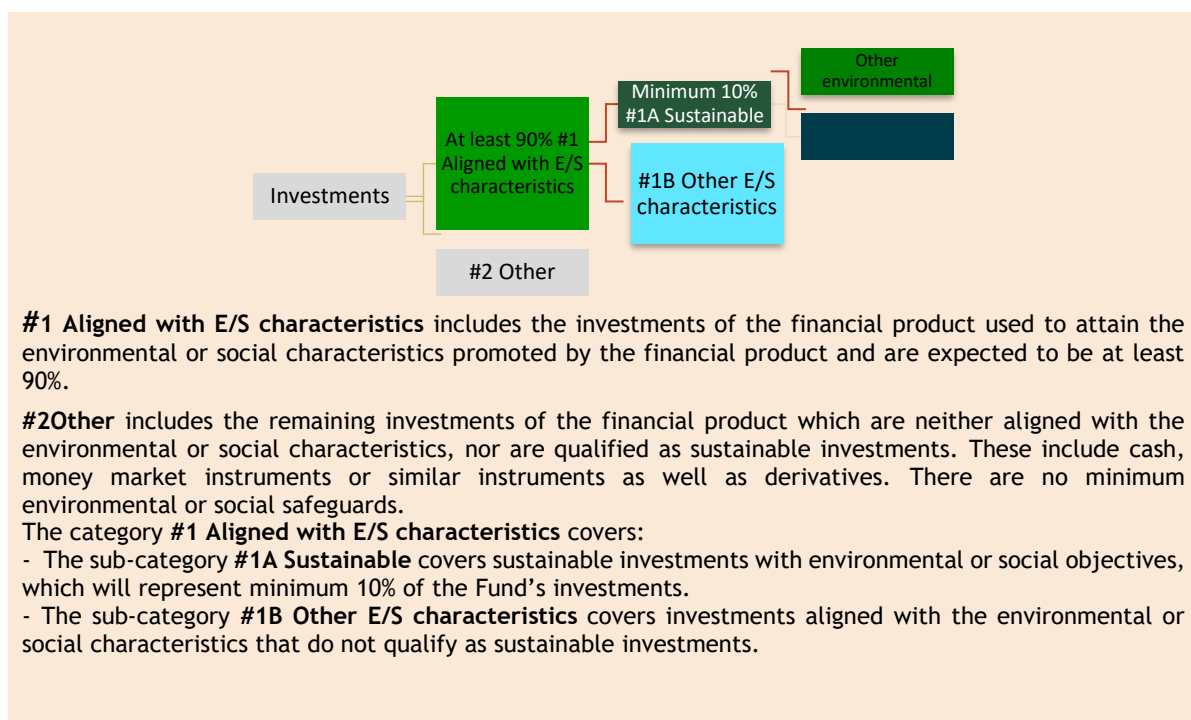 Other
environmental
Minimum 10%
#1A Sustainable
At least 90% #1
Aligned with E/S
characteristics
#1B Other E/S
characteristics
Investments
#2 Other
#1 Aligned with E/S characteristics includes the investments of the financial product used to attain the
environmental or social characteristics promoted by the financial product and are expected to be at least
90%.
#2Other includes the remaining investments of the financial product which are neither aligned with the
environmental or social characteristics, nor are qualified as sustainable investments. These include cash,
money market instruments or similar instruments as well as derivatives. There are no minimum
environmental or social safeguards.
The category #1 Aligned with E/S characteristics covers:
- The sub-category #1A Sustainable covers sustainable investments with environmental or social objectives,
which will represent minimum 10% of the Fund’s investments.
- The sub-category #1B Other E/S characteristics covers investments aligned with the environmental or
social characteristics that do not qualify as sustainable investments.